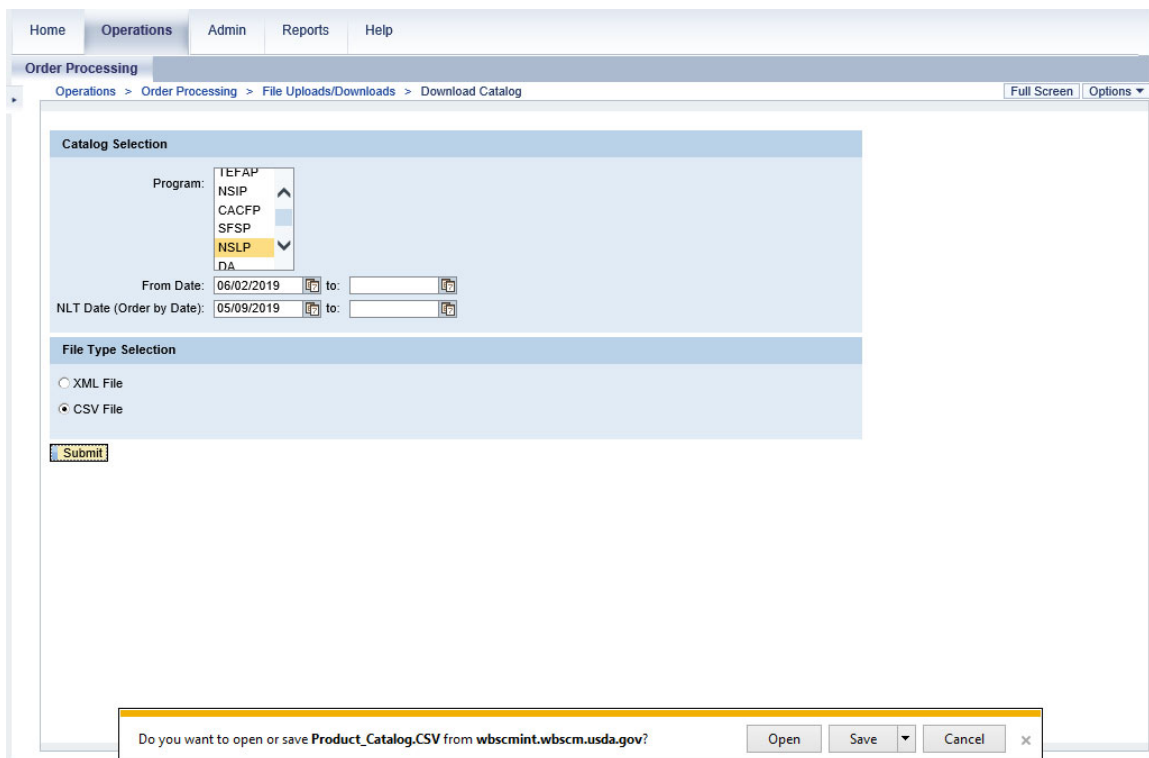 Home Operations Admin Reports Help
Order Processing
Operations > Order Processing > File Uploads/Downloads > Download Catalog Full Screen Options
Catalog Selection
Program:
TEFAP
NSIP
CACFP
SFSP
NSLP
DA
From Date: 06/02/2019 to:
NLT Date (Order by Date): 05/09/2019 to:
File Type Selection
XML File
CSV File
Submit
Do you want to open or save Product_Catalog.CSV from wbscmint.wbscm.usda.gov? Open Save Cancel ×